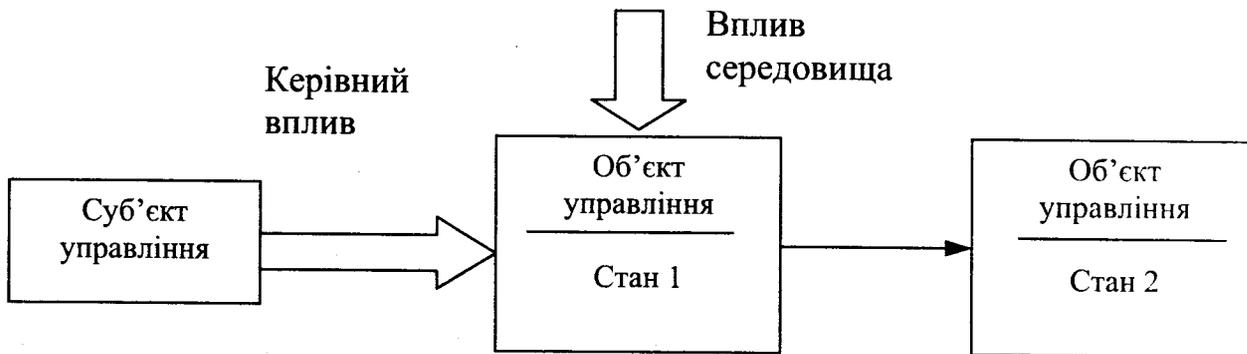 Вплив
середовища
Керівний
вплив
Суб’єкт
управління
Об’єкт
управління
Стан 1
Об’єкт
управління
Стан 2